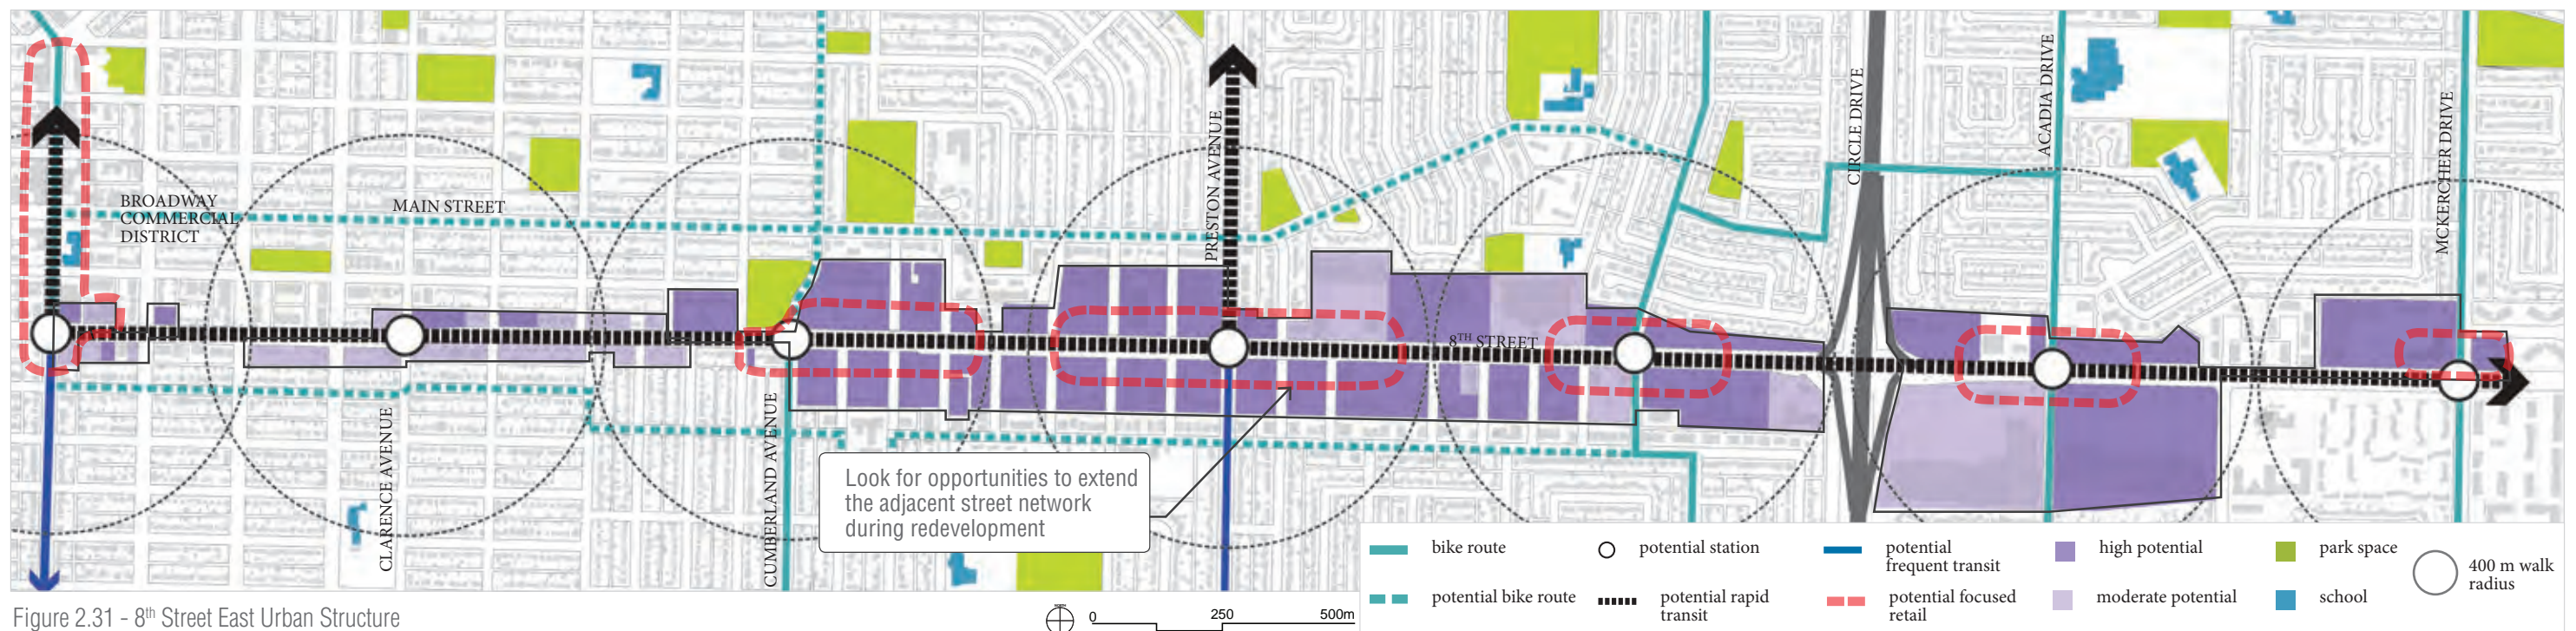 BROADWAY
COMMERCIAL
DISTRICT
MAIN STREET
PRESTON AVENUE
CIRCLE DRIVE
ACADIA DRIVE
MCKERCHER DRIVE
8TH STREET
CLARENCE AVENUE
CUMBERLAND AVENUE
Look for opportunities to extend
the adjacent street network
during redevelopment
bike route
potential station
potential
frequent transit
high potential
park space
400 m walk
radius
potential bike route
potential rapid
transit
potential focused
retail
moderate potential
school
0 250 500m
Figure 2.31 - 8th Street East Urban Structure